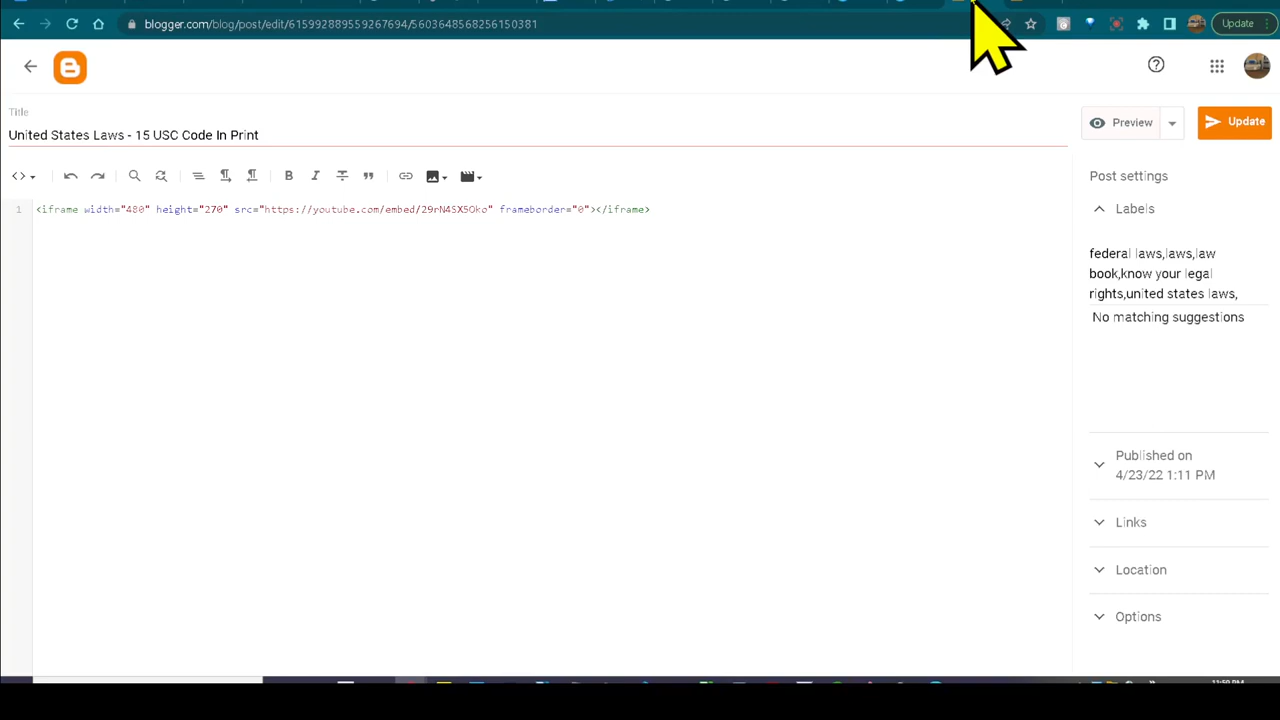 blogger.com/blog/post/edit/615992889559267694/5603648568256150381
Update
Title
United States Laws - 15 USC Code In Print
Preview
Update
1
<iframe width="480" height="270" src="https://youtube.com/embed/29rN4SX5Oko" frameborder="0"></iframe>
Post settings
Labels
federal laws,laws,law
book,know your legal
rights,united states laws,
No matching suggestions
Published on
4/23/22 1:11 PM
Links
Location
Options